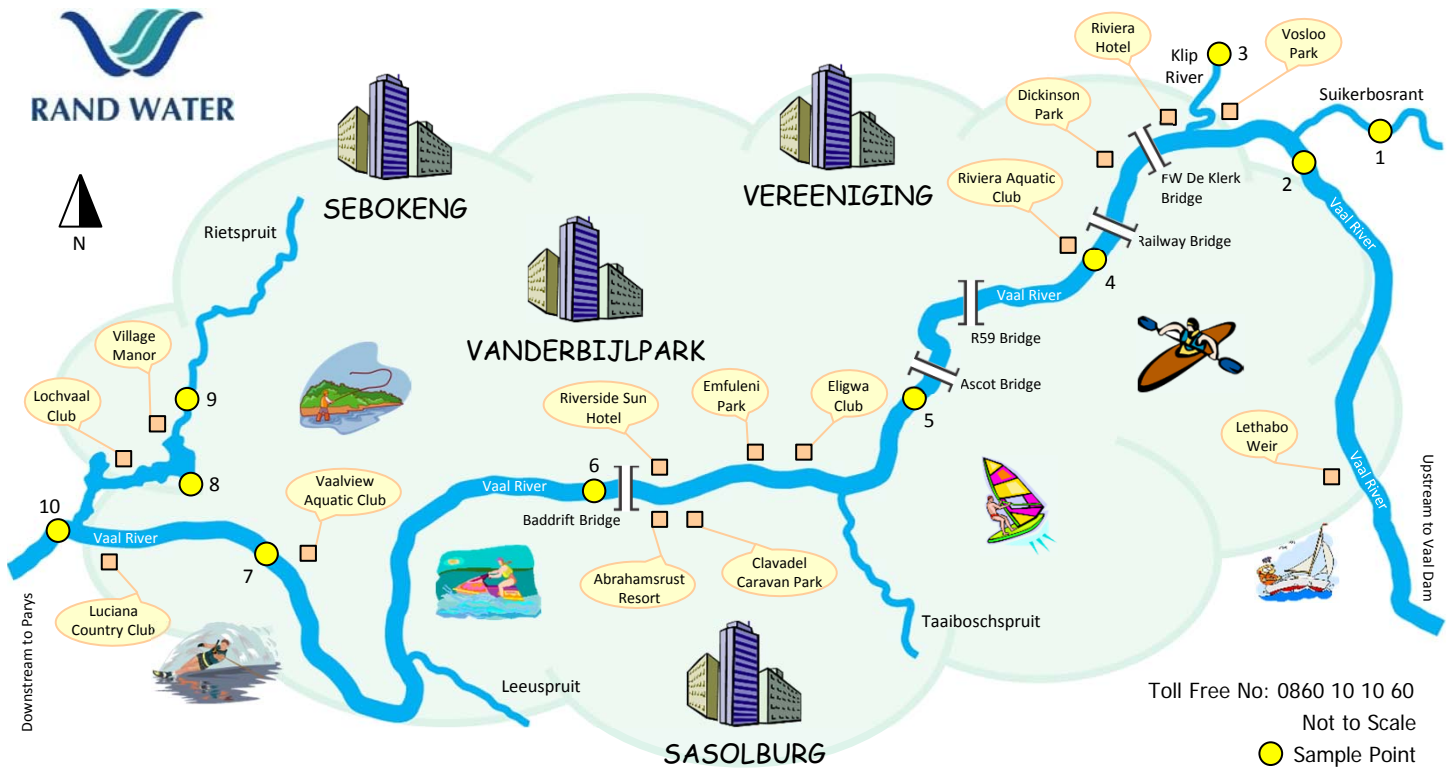 RAND WATER
N
SEBOKENG
VEREENIGING
VANDERBIJLPARK
SASOLBURG
Riviera
Hotel
Klip
River
3
Vosloo
Park
Suikerbosrant
1
2
Dickinson
Park
FW De Klerk
Bridge
Riviera Aquatic
Club
Railway Bridge
4
Vaal River
Vaal River
Vaal River
R59 Bridge
Ascot Bridge
5
Rietspruit
Village
Manor
Lochvaal
Club
9
8
10
Vaal River
7
Vaalview
Aquatic Club
Luciana
Country Club
Riverside Sun
Hotel
Emfuleni
Park
Eligwa
Club
6
Vaal River
Baddrift Bridge
Abrahamsrust
Resort
Clavadel
Caravan Park
Taaiboschspruit
Leeuspruit
Lethabo
Weir
Upstream to Vaal Dam
Downstream to Parys
Toll Free No: 0860 10 10 60
Not to Scale
Sample Point